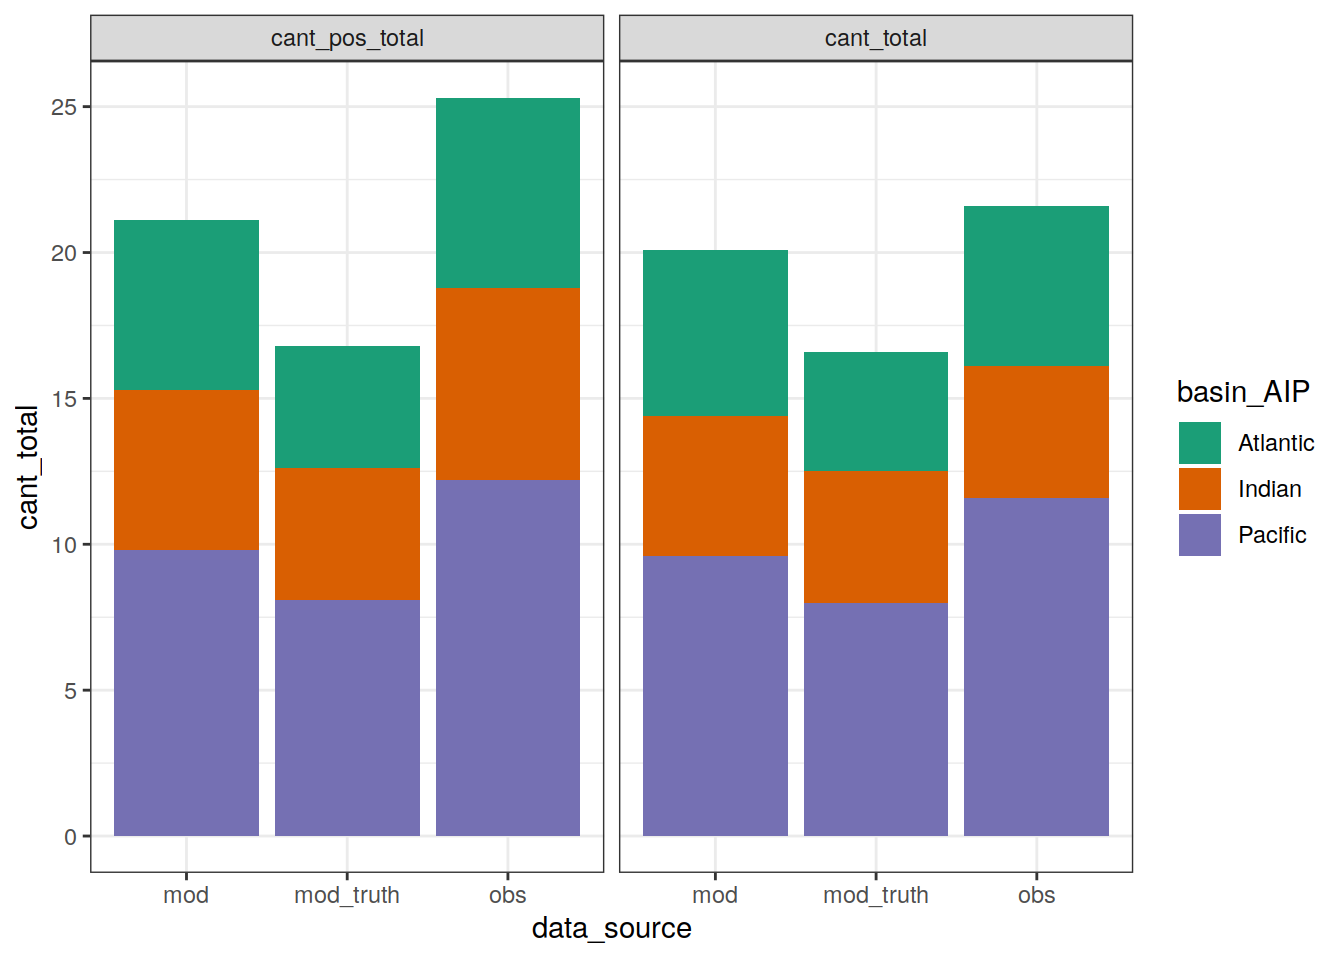 cant_pos_total
cant_total
25
20
15
10
5
0
cant_total
mod
mod_truth
obs
mod
mod_truth
obs
data_source
basin_AIP
Atlantic
Indian
Pacific